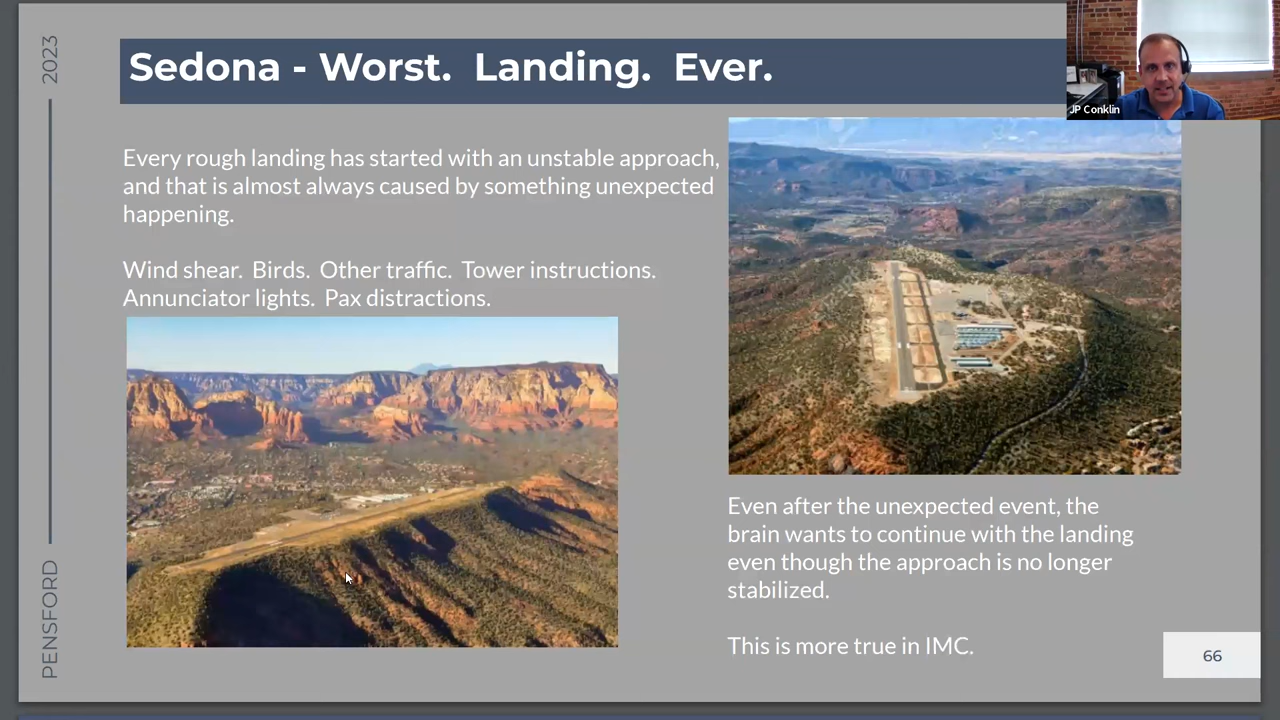 2023
PENSFORD
Sedona - Worst. Landing. Ever.
JP Conklin
Every rough landing has started with an unstable approach,
and that is almost always caused by something unexpected
happening.
Wind shear. Birds. Other traffic. Tower instructions.
Annunciator lights. Pax distractions.
Even after the unexpected event, the
brain wants to continue with the landing
even though the approach is no longer
stabilized.
This is more true in IMC.
66